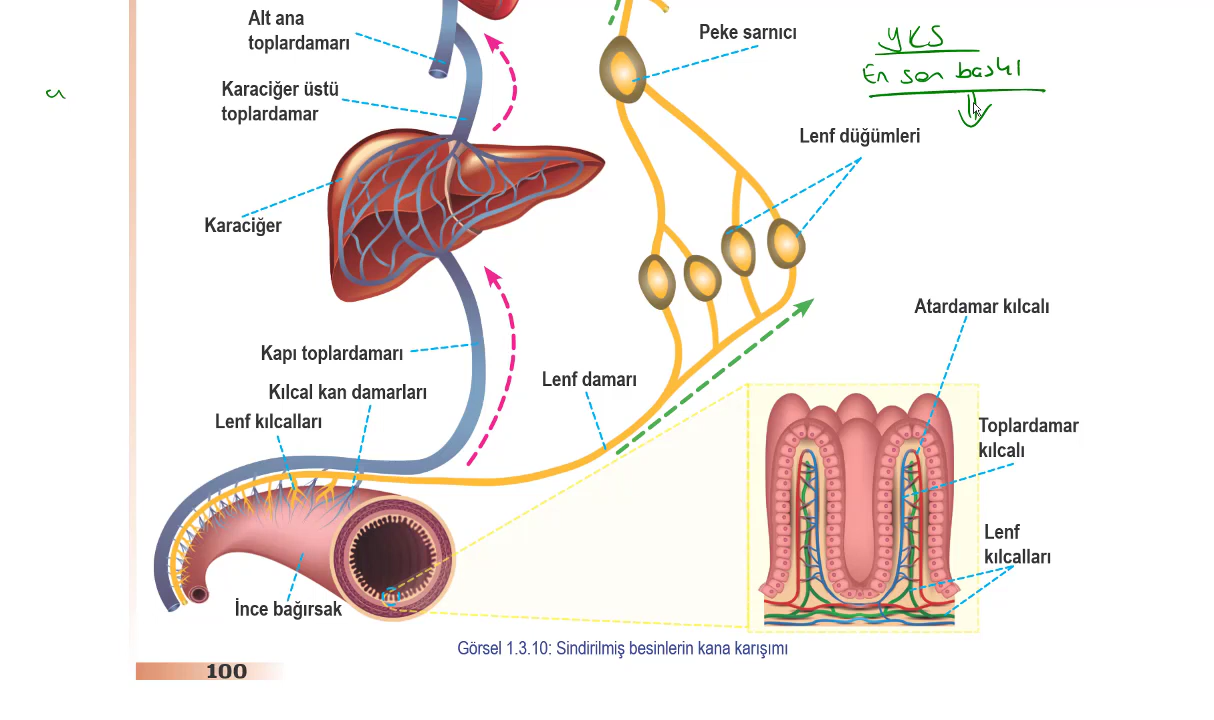 Alt ana
toplardamarı
Peke sarnıcı
YKS
En son baskı
Karaciğer üstü
toplardamar
Lenf düğümleri
Karaciğer
Atardamar kılcalı
Kapı toplardamarı
Lenf damarı
Kılcal kan damarları
Lenf kılcalları
Toplardamar
kılcalı
Lenf
kılcalları
İnce bağırsak
Görsel 1.3.10: Sindirilmiş besinlerin kana karışımı
100